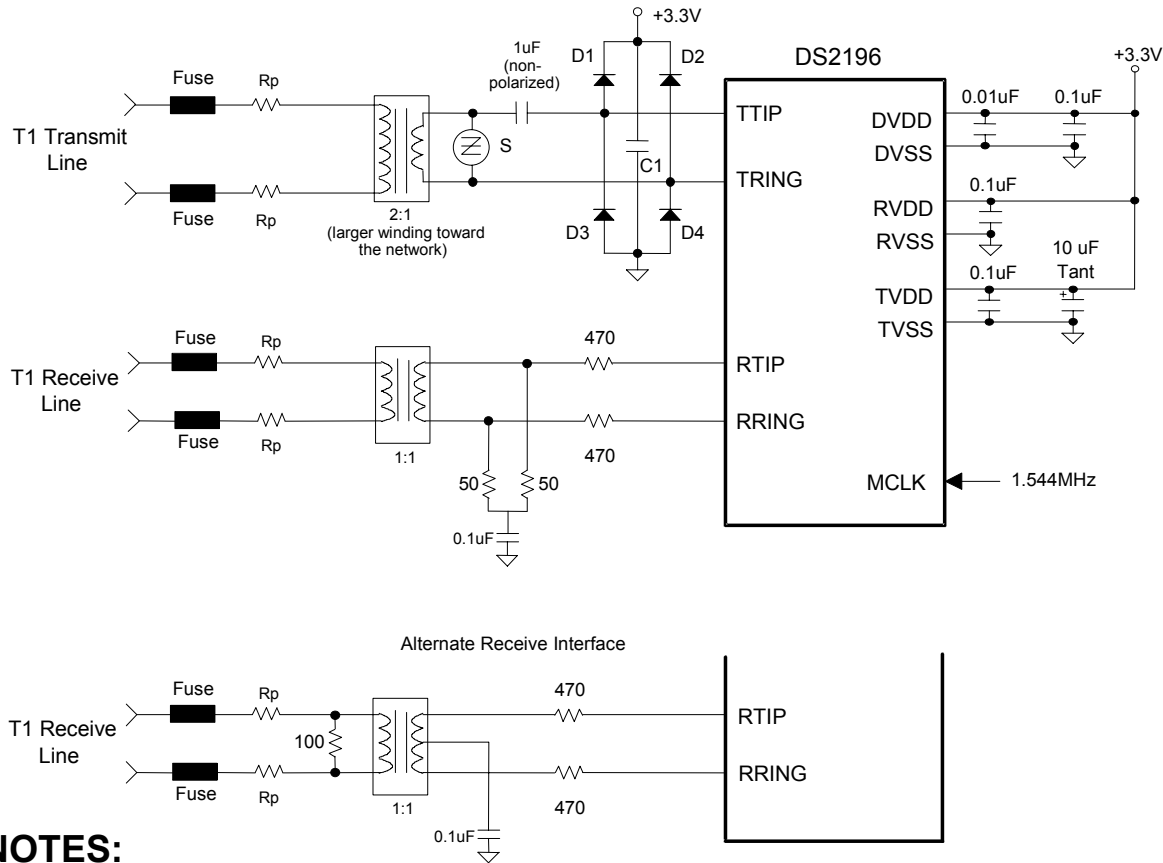 +3.3V
1uF
(non-
polarized)
D1
D2
DS2196
+3.3V
Fuse
Rp
T1 Transmit
Line
Fuse
Rp
2:1
(larger winding toward
the network)
S
C1
D3
D4
TTIP
TRING
DVDD
DVSS
RVDD
RVSS
TVDD
TVSS
0.01uF
0.1uF
0.1uF
0.1uF
10 uF
Tant
+
Fuse
Rp
T1 Receive
Line
Fuse
Rp
1:1
470
470
50
50
0.1uF
RTIP
RRING
MCLK
1.544MHz
Alternate Receive Interface
Fuse
Rp
T1 Receive
Line
100
Fuse
Rp
1:1
0.1uF
470
470
RTIP
RRING
NOTES: